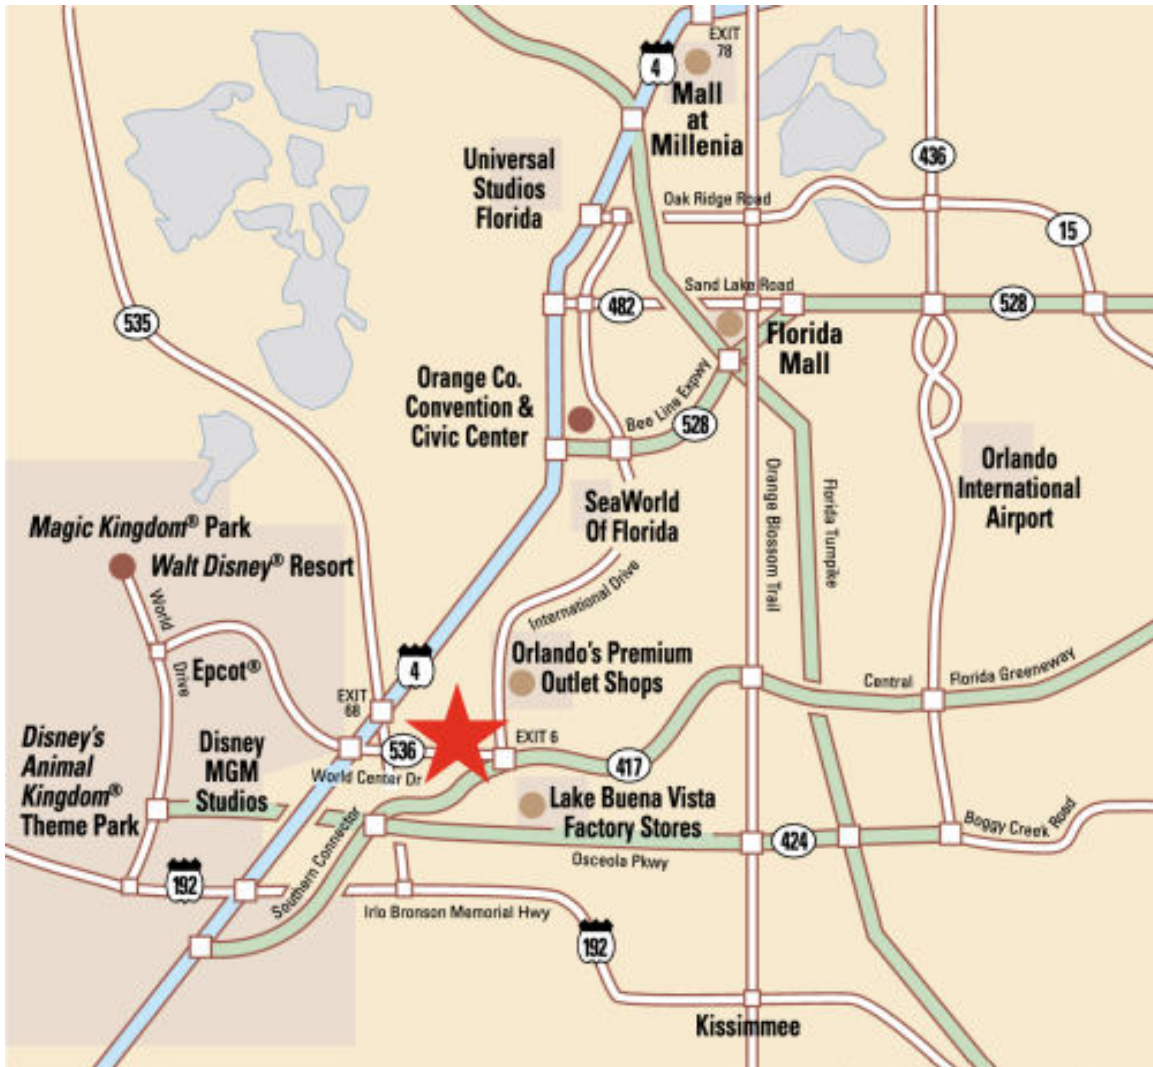 EXIT
78
4
Mall
at
Millenia
436
Universal
Studios
Florida
Oak Ridge Road
15
Sand Lake Road
535
482
528
Florida
Mall
Orange Co.
Convention &
Civic Center
Bee Line Expwy
528
Orlando
International
Airport
SeaWorld
Of Florida
Orange Blossom Trail
Florida Turnpike
Magic Kingdom® Park
Walt Disney® Resort
World
Drive
International Drive
Epcot®
4
Orlando's Premium
Outlet Shops
Central
Florida Greeneway
EXIT
68
Disney's
Animal
Kingdom®
Theme Park
Disney
MGM
Studios
536
EXIT 6
World Center Dr
417
Lake Buena Vista
Factory Stores
Southern Connector
424
Boggy Creek Road
Osceola Pkwy
192
Irlo Bronson Memorial Hwy
192
Kissimmee